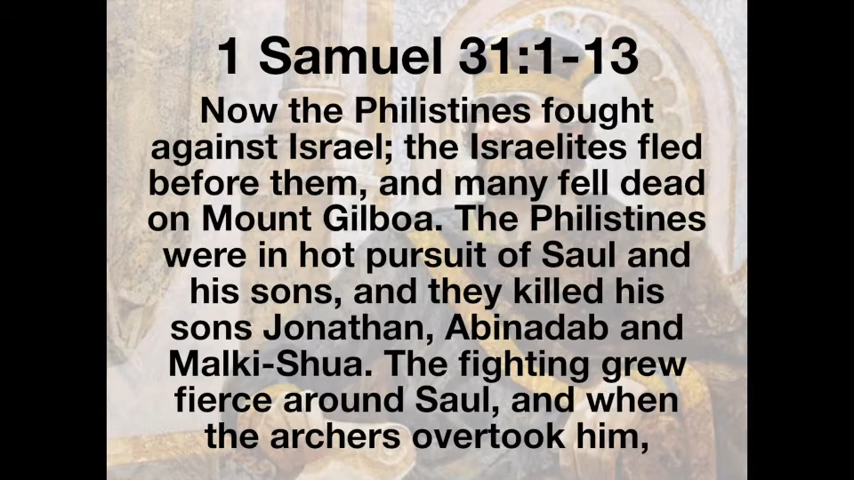 1 Samuel 31:1-13
Now the Philistines fought
against Israel; the Israelites fled
before them, and many fell dead
on Mount Gilboa. The Philistines
were in hot pursuit of Saul and
his sons, and they killed his
sons Jonathan, Abinadab and
Malki-Shua. The fighting grew
fierce around Saul, and when
the archers overtook him,